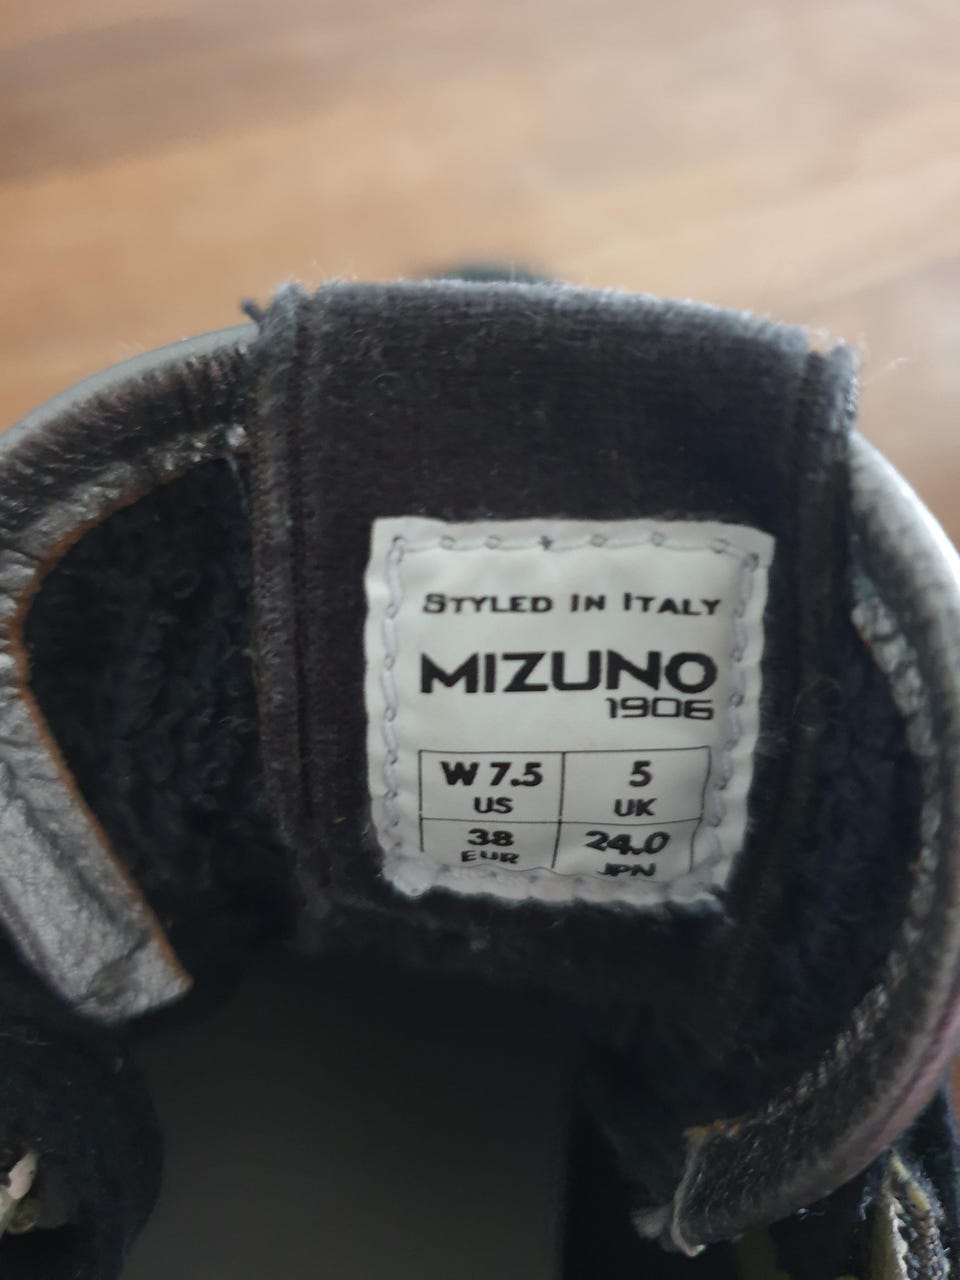 STYLED IN ITALY
MIZUNO
1906
W 7.5 5
US UK
38 24.0
EUR JPN